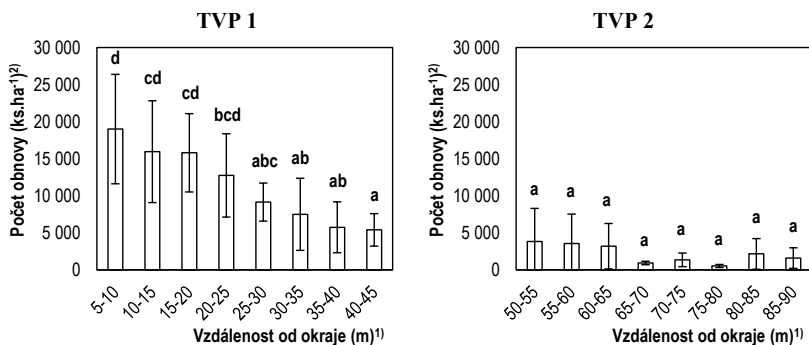 TVP 1
Počet obnovy (ks.ha-1)2)
30 000
25 000
20 000
15 000
10 000
5 000
0
d
cd
cd
bcd
abc
ab
ab
a
5-10
10-15
15-20
20-25
25-30
30-35
35-40
40-45
Vzdálenost od okraje (m)1)
TVP 2
Počet obnovy (ks.ha-1)2)
30 000
25 000
20 000
15 000
10 000
5 000
0
a
a
a
a
a
a
a
a
50-55
55-60
60-65
65-70
70-75
75-80
80-85
85-90
Vzdálenost od okraje (m)1)